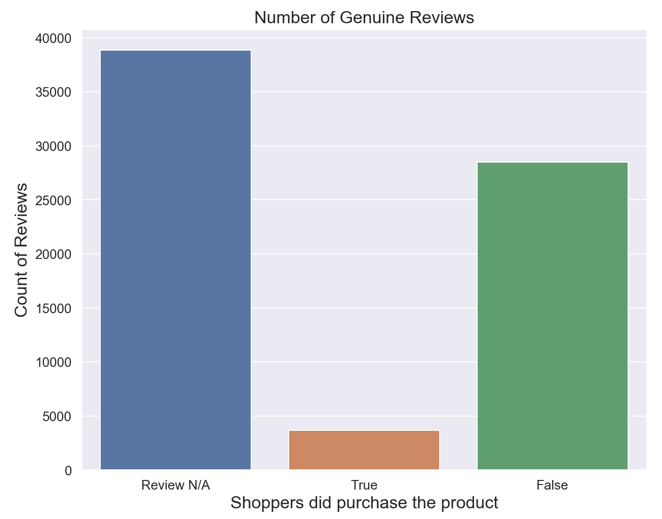 Number of Genuine Reviews
40000
35000
30000
25000
20000
15000
10000
5000
0
Count of Reviews
Review N/A
True
False
Shoppers did purchase the product